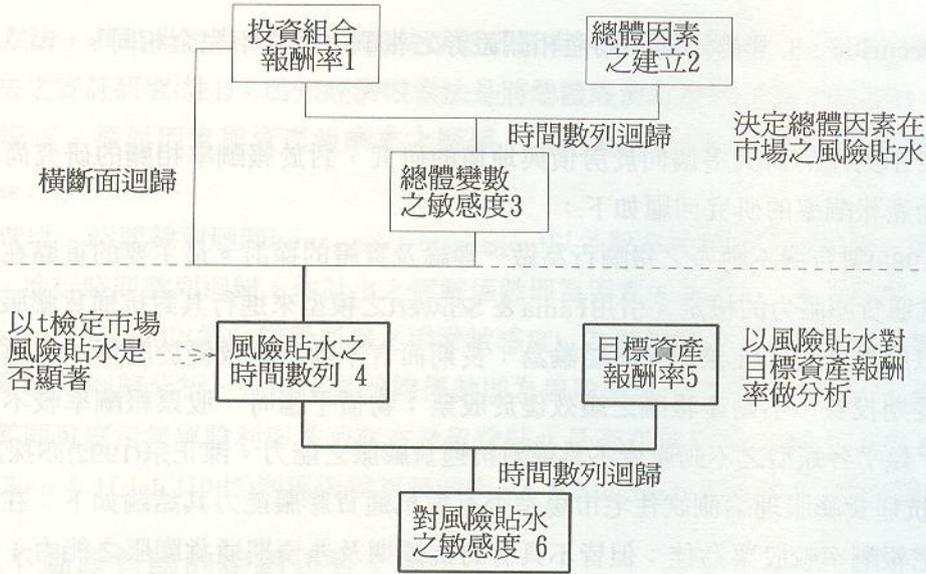 投資組合
報酬率1
總體因素
之建立2
時間數列迴歸
決定總體因素在
市場之風險貼水
橫斷面迴歸
總體變數
之敏感度3
以t檢定市場
風險貼水是
否顯著
風險貼水之
時間數列 4
目標資產
報酬率5
以風險貼水對
目標資產報酬
率做分析
時間數列迴歸
對風險貼水
之敏感度 6